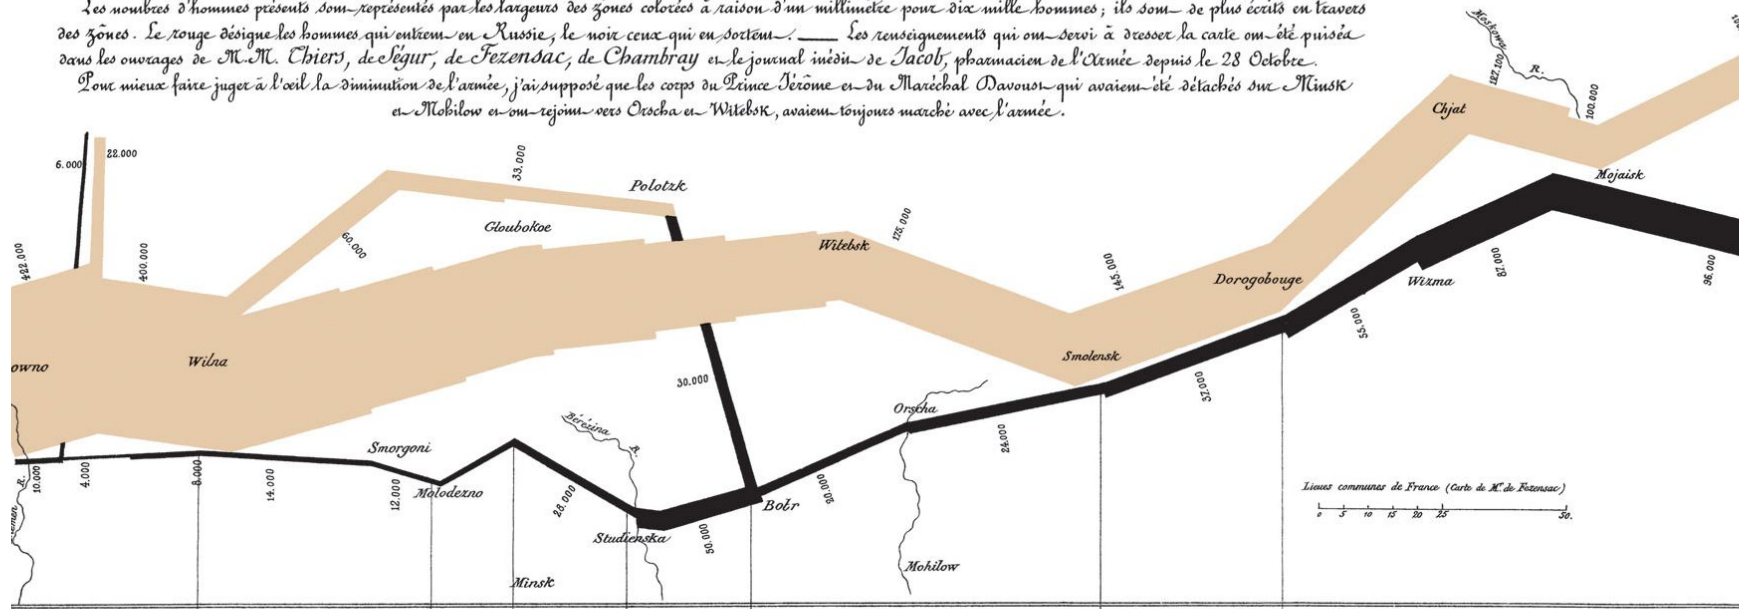 Les nombres d'hommes présents sont représentés par les largeurs des zones colorées à raison d'un millimètre pour dix mille hommes; ils sont de plus écrits en travers
des zônes. Le rouge désigne les hommes qui entrent en Russie, le noir ceux qui en sortent. — Les renseignements qui ont servi à dresser la carte ont été puisés
dans les ouvrages de M.M. Thiers, de Ségur, de Fezensac, de Chambray et le journal inédit de Jacob, pharmacien de l'Armée depuis le 28 Octobre.
Pour mieux faire juger à l'œil la diminution de l'armée, j'ai supposé que les corps du Prince Jérôme et du Maréchal Davoust qui avaient été détachés sur Minsk
et Mohilow et ont rejoint vers Orscha et Witebsk, avaient toujours marché avec l'armée.
Moskowa
R.
127.100
100.000
Chjat
Mojaisk
6.000
22.000
33.000
Polotzk
60.000
Gloubokoe
422.000
400.000
Witebsk
175.000
145.000
Dorogobouge
Wizma
96.000
owno
Wilna
Smolensk
55.000
30.000
37.000
Orscha
24.000
Bérézina
R.
Smorgoni
Molodezno
R.
10.000
4.000
8.000
14.000
12.000
28.000
20.000
Bobr
50.000
Studienska
Minsk
Mohilow
Lieues communes de France (Carte de Mr. de Fezensac)
0 5 10 15 20 25 50.